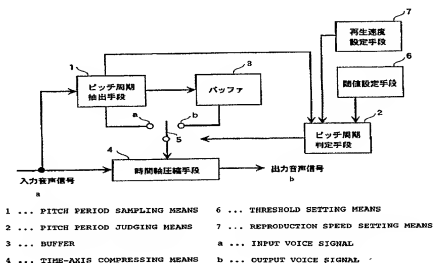 7
再生速度
設定手段
6
閾値設定手段
1
ピッチ周期
抽出手段
3
バッファ
a
b
5
2
ピッチ周期
判定手段
4
時間軸圧縮手段
入力音声信号
a
出力音声信号
b
1 ... PITCH PERIOD SAMPLING MEANS
2 ... PITCH PERIOD JUDGING MEANS
3 ... BUFFER
4 ... TIME-AXIS COMPRESSING MEANS
6 ... THRESHOLD SETTING MEANS
7 ... REPRODUCTION SPEED SETTING MEANS
a ... INPUT VOICE SIGNAL
b ... OUTPUT VOICE SIGNAL